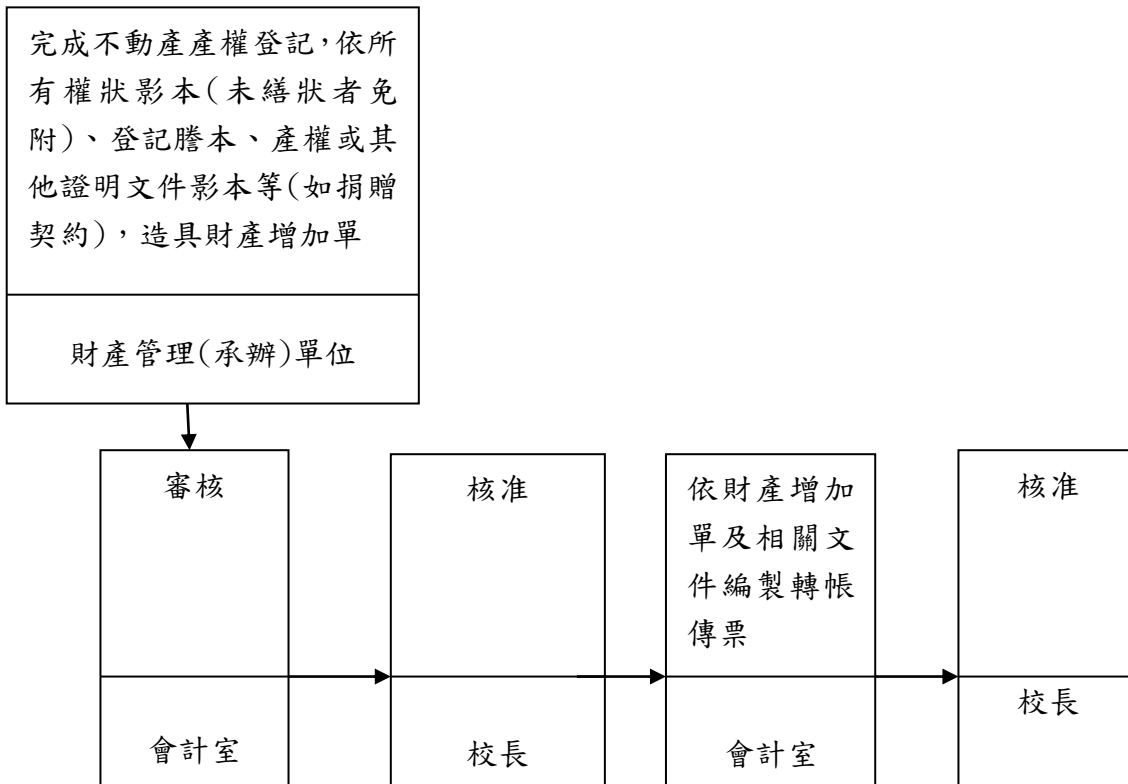 完成不動產產權登記，依所
有權狀影本(未繕狀者免
附)、登記謄本、產權或其
他證明文件影本等(如捐贈
契約)，造具財產增加單
財產管理(承辦)單位
審核
會計室
核准
校長
依財產增加
單及相關文
件編製轉帳
傳票
會計室
核准
校長